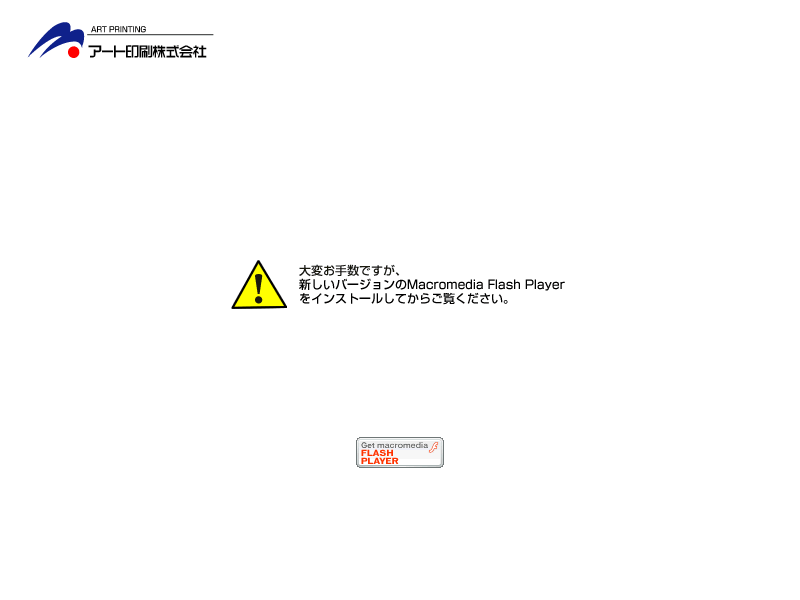 ART PRINTING
アート印刷株式会社
大変お手数ですが、
新しいバージョンのMacromedia Flash Player
をインストールしてからご覧ください。
Get macromedia
FLASH
PLAYER